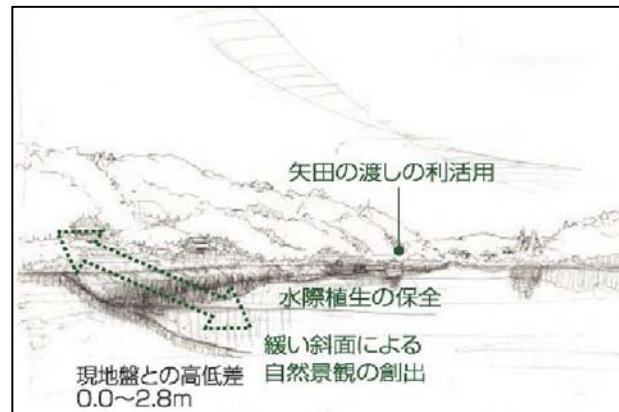 矢田の渡しの利活用
水際植生の保全
緩い斜面による
自然景観の創出
現地盤との高低差
0.0～2.8m